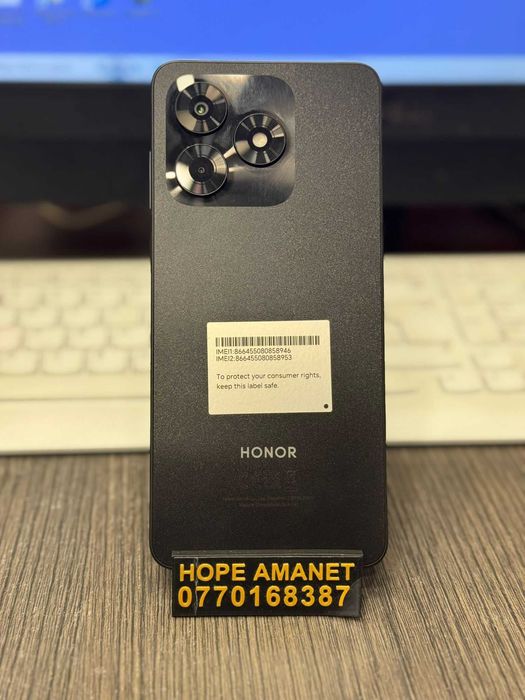 IMEI1:866455080858946
IMEI2:866455080858953
To protect your consumer rights,
keep this label safe.
HONOR
HOPE AMANET
0770168387